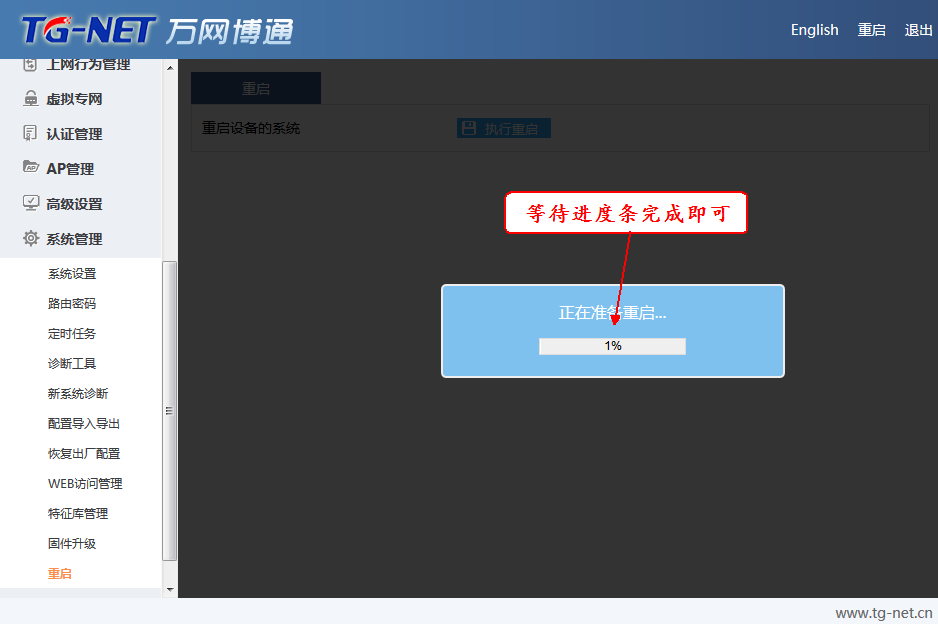 TG-NET 万网博通
English 重启 退出
上网行为管理
虚拟专网
认证管理
AP管理
高级设置
系统管理
系统设置
路由密码
定时任务
诊断工具
新系统诊断
配置导入导出
恢复出厂配置
WEB访问管理
特征库管理
固件升级
重启
重启
重启设备的系统
执行重启
等待进度条完成即可
正在准备重启...
1%
www.tg-net.cn